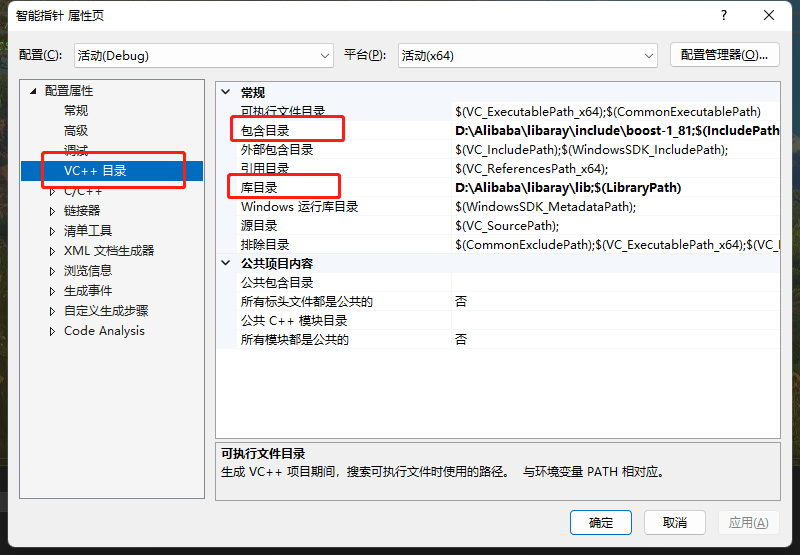 智能指针 属性页
?
配置(C):
活动(Debug)
平台(P):
活动(x64)
配置管理器(O)...
配置属性
常规
高级
调试
VC++ 目录
C/C++
链接器
清单工具
XML 文档生成器
浏览信息
生成事件
自定义生成步骤
Code Analysis
常规
可执行文件目录 $(VC_ExecutablePath_x64);$(CommonExecutablePath)
包含目录 D:\Alibaba\libaray\include\boost-1_81;$(IncludePath
外部包含目录 $(VC_IncludePath);$(WindowsSDK_IncludePath);
引用目录 $(VC_ReferencesPath_x64);
库目录 D:\Alibaba\libaray\lib;$(LibraryPath)
Windows 运行库目录 $(WindowsSDK_MetadataPath);
源目录 $(VC_SourcePath);
排除目录 $(CommonExcludePath);$(VC_ExecutablePath_x64);$(VC_
公共项目内容
公共包含目录
所有标头文件都是公共的 否
公共 C++ 模块目录
所有模块都是公共的 否
可执行文件目录
生成 VC++ 项目期间，搜索可执行文件时使用的路径。 与环境变量 PATH 相对应。
确定
取消
应用(A)